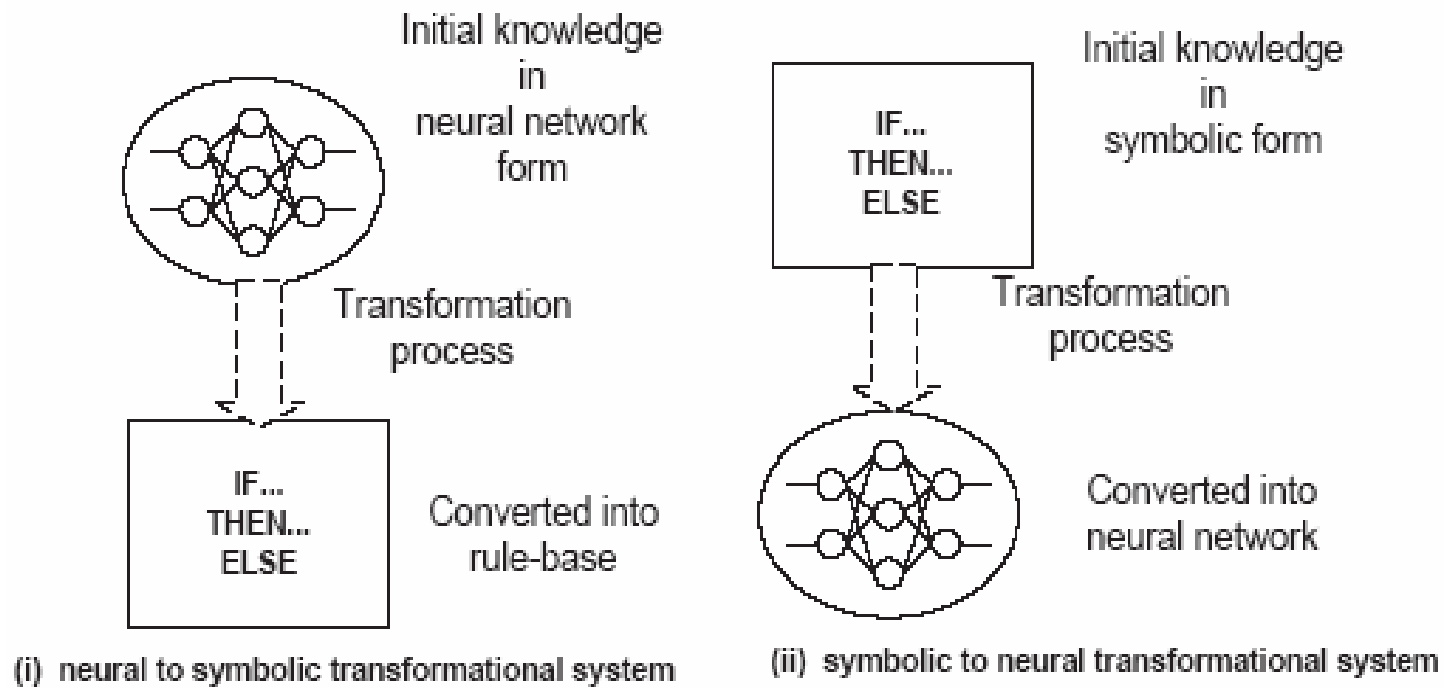 Initial knowledge
in
neural network
form
Transformation
process
IF...
THEN...
ELSE
Converted into
rule-base
(i) neural to symbolic transformational system
Initial knowledge
in
symbolic form
IF...
THEN...
ELSE
Transformation
process
Converted into
neural network
(ii) symbolic to neural transformational system